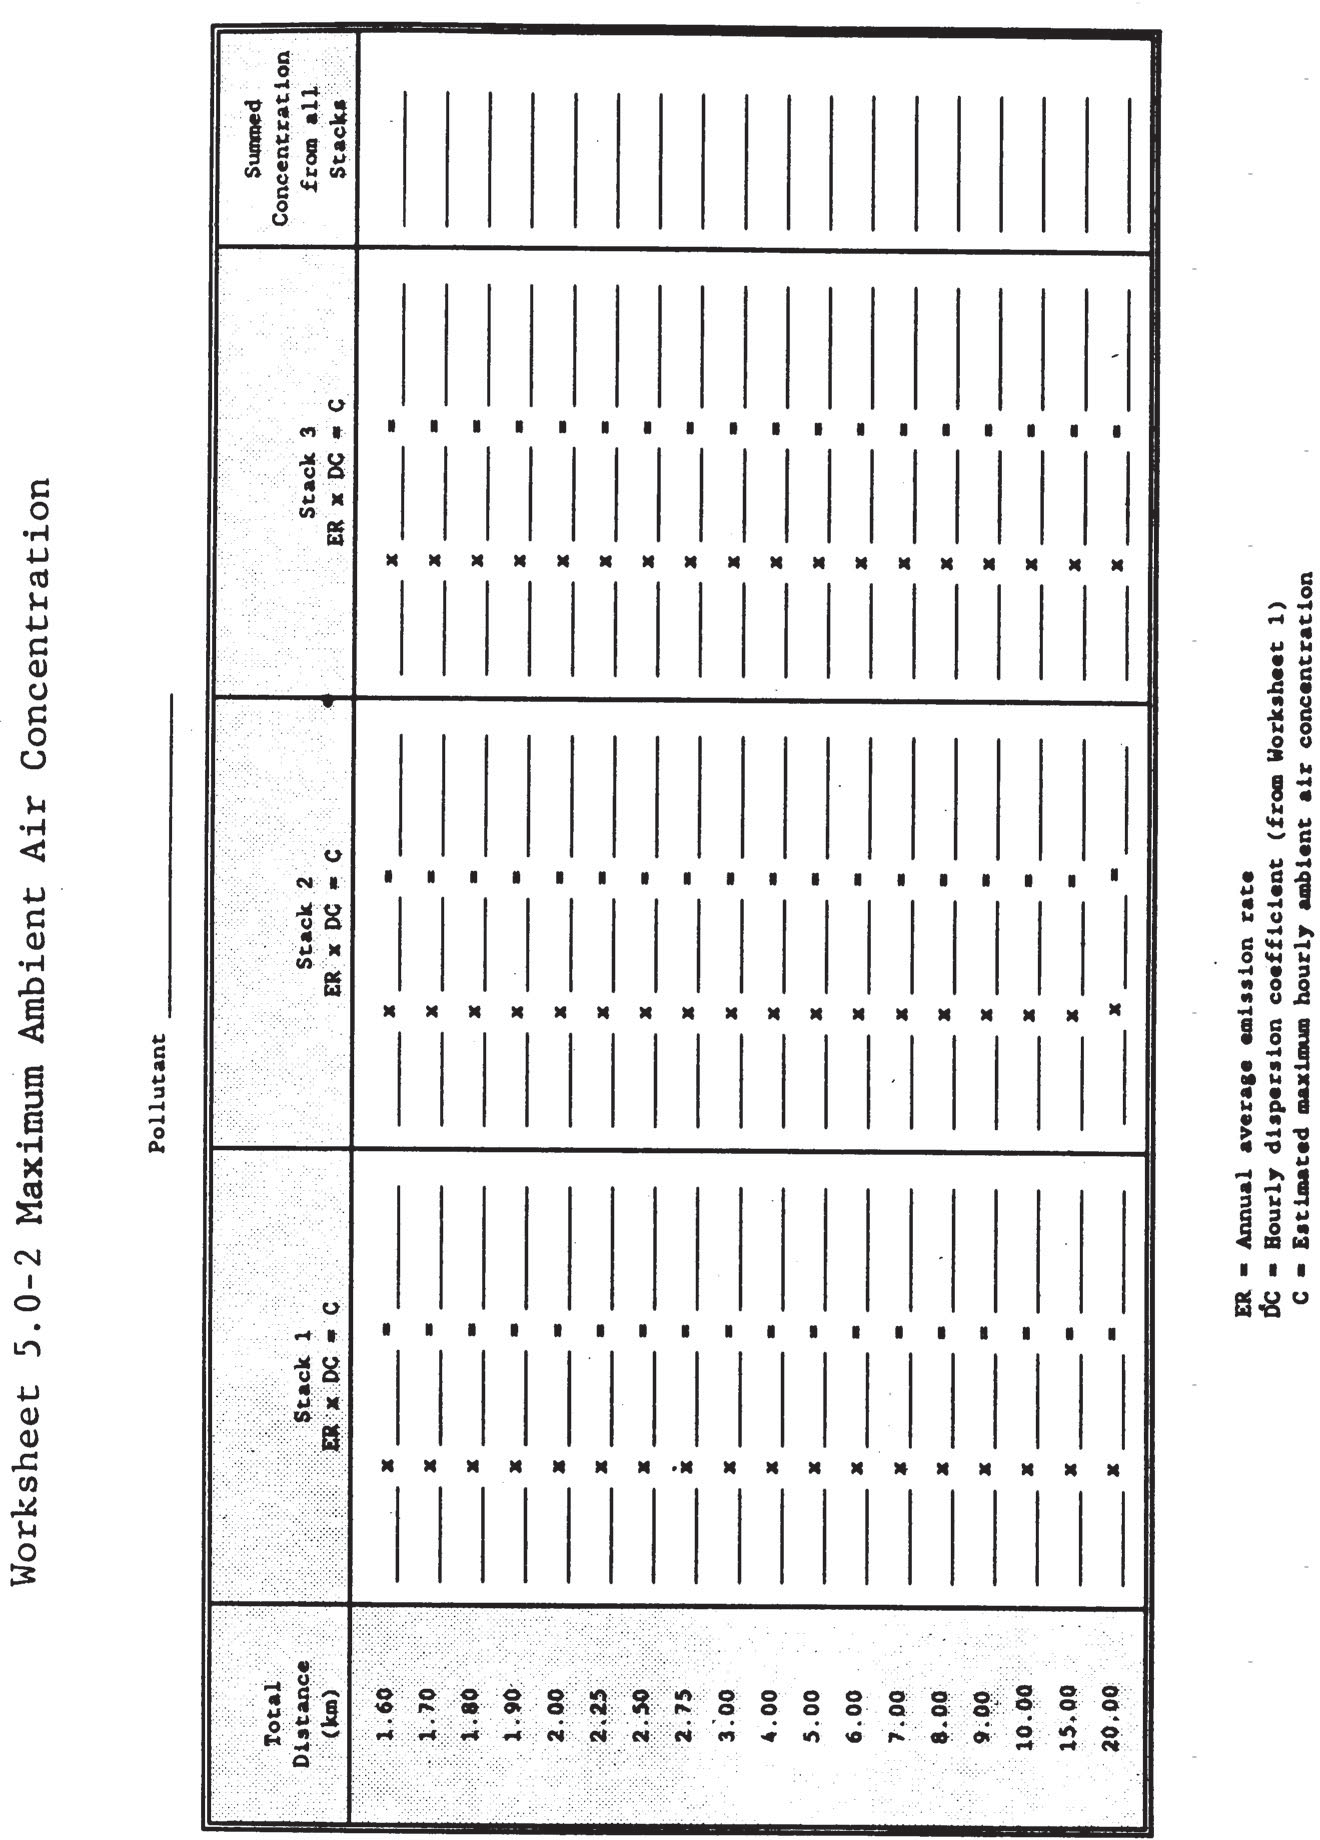 Worksheet 5.0-2 Maximum Ambient Air Concentration
Pollutant
Total
Distance
(km)
Stack 1
ER x DC = C
Stack 2
ER x DC = C
Stack 3
ER x DC = C
Summed
Concentration
from all
Stacks
1.60 x = x = x =
1.70 x = x = x =
1.80 x = x = x =
1.90 x = x = x =
2.00 x = x = x =
2.25 x = x = x =
2.50 x = x = x =
2.75 x = x = x =
3.00 x = x = x =
4.00 x = x = x =
5.00 x = x = x =
6.00 x = x = x =
7.00 x = x = x =
8.00 x = x = x =
9.00 x = x = x =
10.00 x = x = x =
15.00 x = x = x =
20.00 x = x = x =
ER = Annual average emission rate
DC = Hourly dispersion coefficient (from Worksheet 1)
C = Estimated maximum hourly ambient air concentration